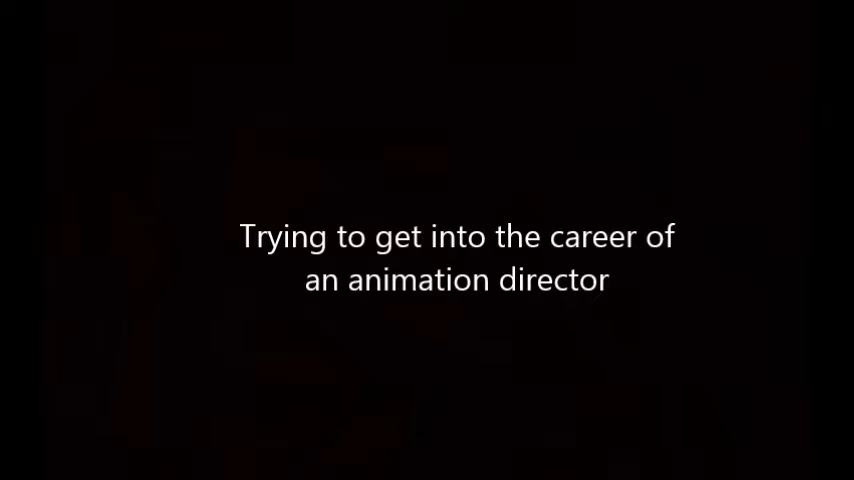 Trying to get into the career of
an animation director